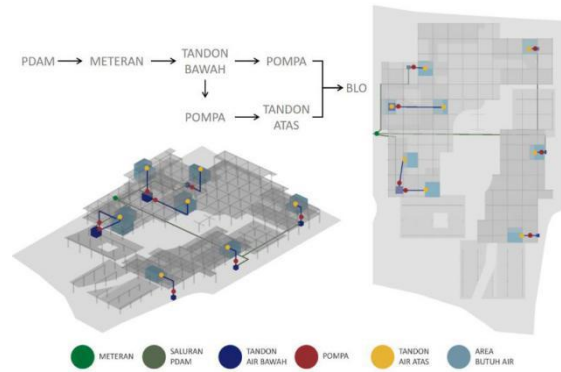 PDAM
METERAN
TANDON
BAWAH
POMPA
BLO
POMPA
TANDON
ATAS
METERAN
SALURAN
PDAM
TANDON
AIR BAWAH
POMPA
TANDON
AIR ATAS
AREA
BUTUH AIR